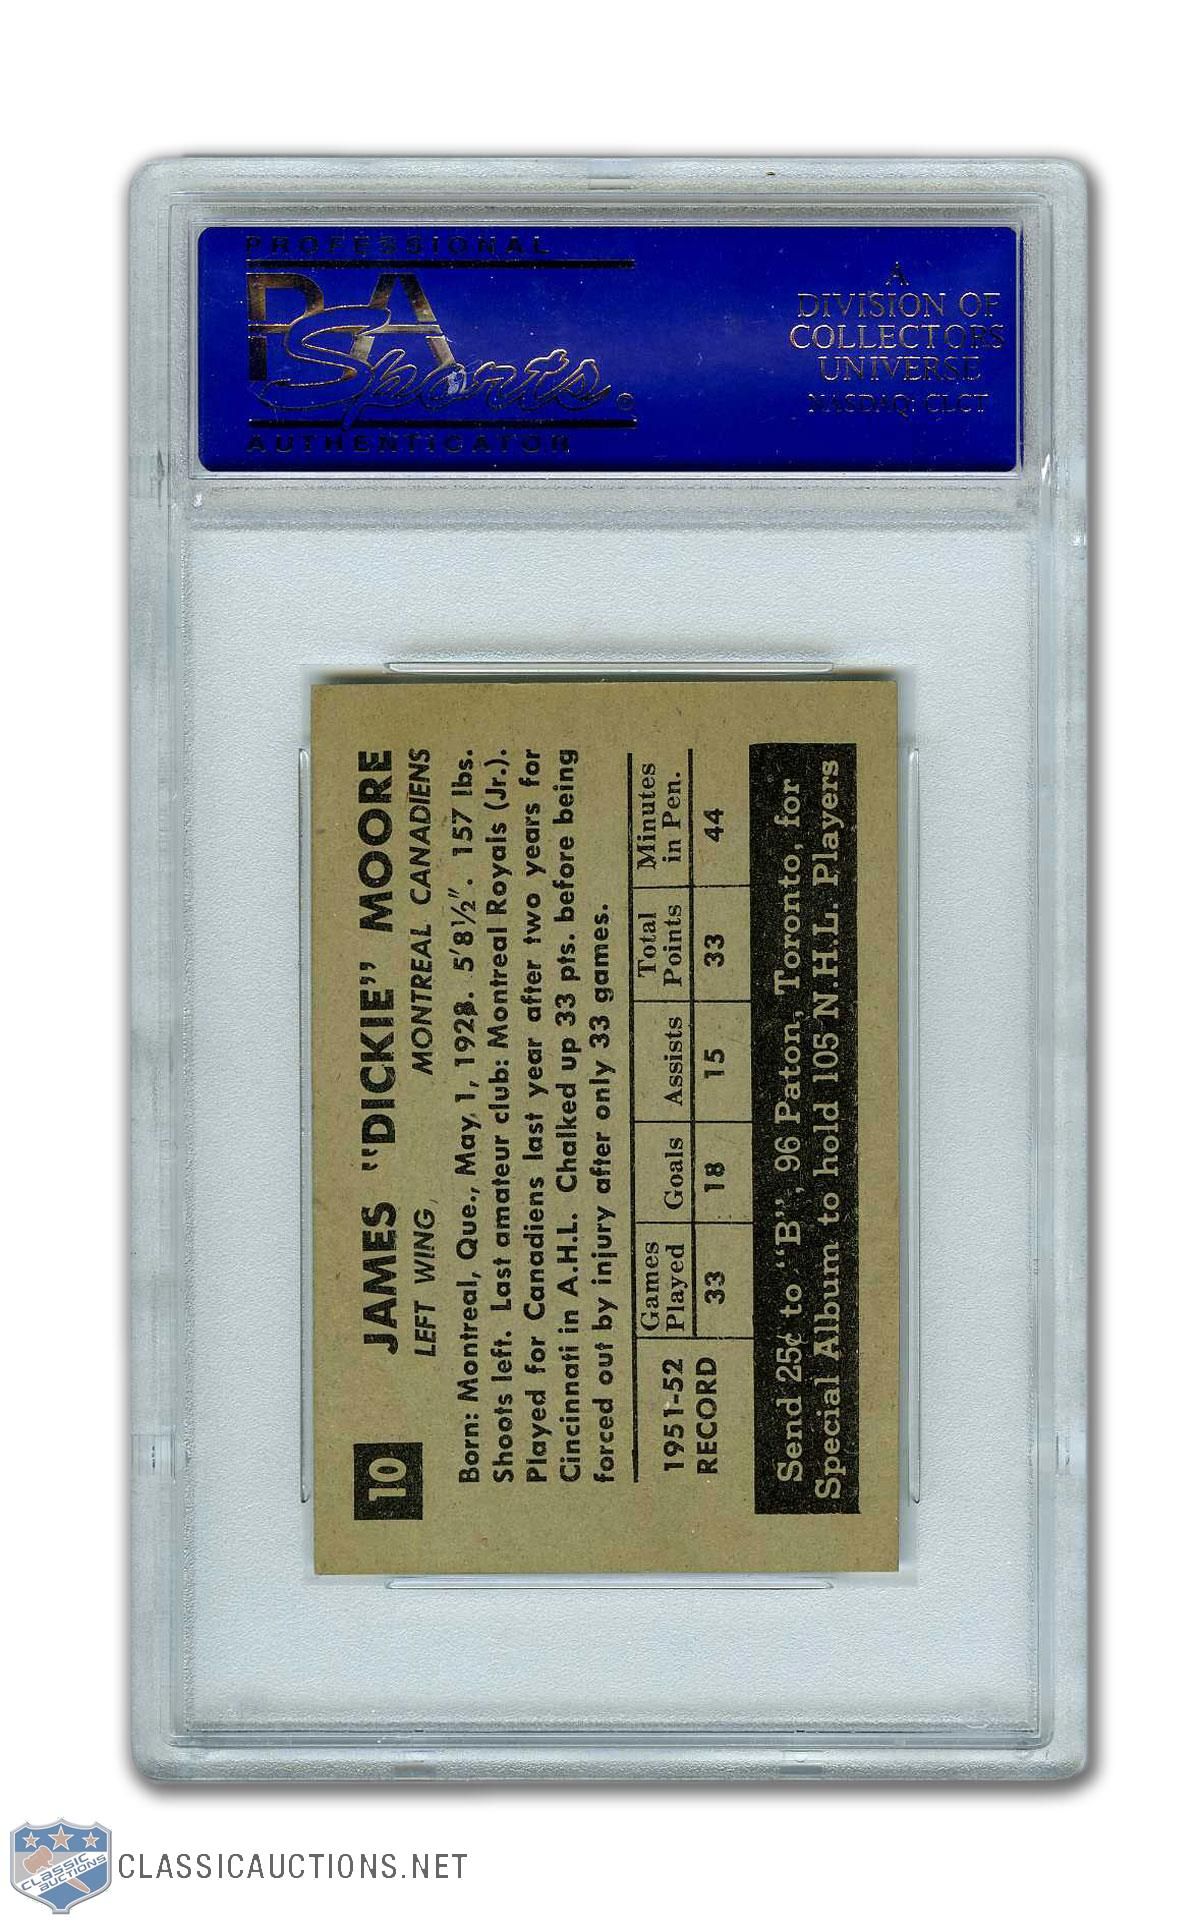 PROFESSIONAL
PSA
Sports
AUTHENTICATOR
A
DIVISION OF
COLLECTORS
UNIVERSE
NASDAQ: CLCT
10 JAMES "DICKIE" MOORE
LEFT WING MONTREAL CANADIENS
Born: Montreal, Que., May, 1, 1928. 5'8½". 157 lbs.
Shoots left. Last amateur club: Montreal Royals (Jr.).
Played for Canadiens last year after two years for
Cincinnati in A.H.L. Chalked up 33 pts. before being
forced out by injury after only 33 games.
1951-52 RECORD
Games Played Goals Assists Total Points Minutes in Pen.
33 18 15 33 44
Send 25¢ to "B", 96 Paton, Toronto, for
Special Album to hold 105 N.H.L. Players
CLASSIC AUCTIONS
CLASSICAUCTIONS.NET